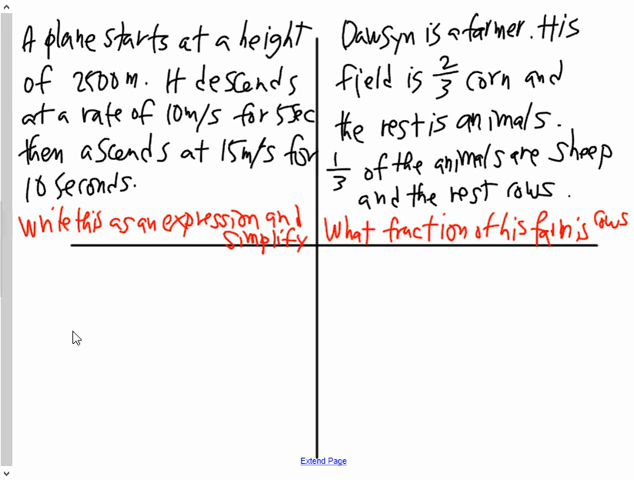 A plane starts at a height
of 2500m. It descends
at a rate of 10m/s for 5sec
then ascends at 15m/s for
10 seconds.
Write this as an expression and
simplify
Dawsyn is a farmer. His
field is 2/3 corn and
the rest is animals.
1/3 of the animals are sheep
and the rest cows.
What fraction of his farm is cows
Extend Page